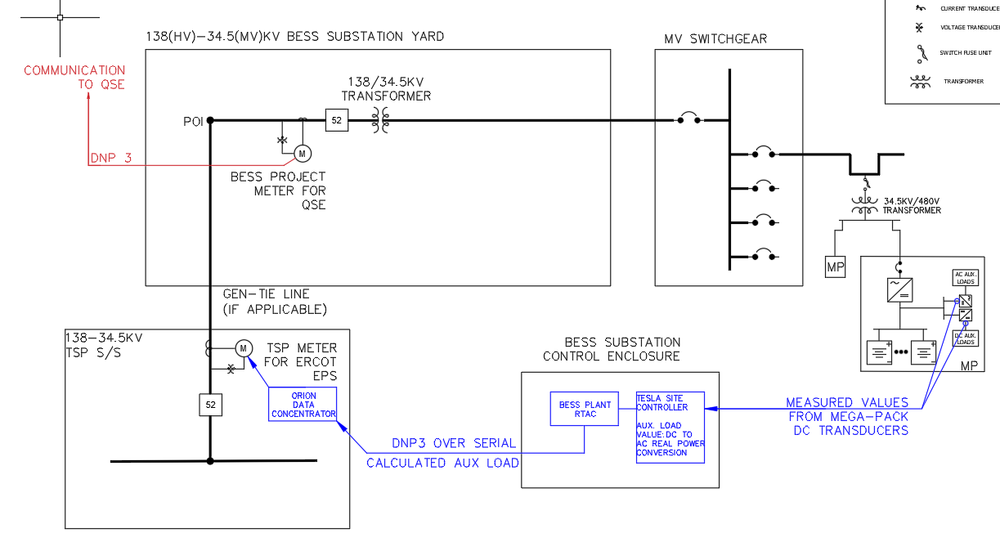 CURRENT TRANSDUCE
VOLTAGE TRANSDUCER
SWITCH FUSE UNIT
TRANSFORMER
138(HV)-34.5(MV)KV BESS SUBSTATION YARD
MV SWITCHGEAR
COMMUNICATION
TO QSE
138/34.5KV
TRANSFORMER
POI
52
M
DNP 3
BESS PROJECT
METER FOR
QSE
34.5KV/480V
TRANSFORMER
MP
AC AUX.
LOADS
DC AUX.
LOADS
MP
GEN-TIE LINE
(IF APPLICABLE)
138-34.5KV
TSP S/S
M
TSP METER
FOR ERCOT
EPS
52
ORION
DATA
CONCENTRATOR
BESS SUBSTATION
CONTROL ENCLOSURE
BESS PLANT
RTAC
TESLA SITE
CONTROLLER
AUX. LOAD
VALUE: DC TO
AC REAL POWER
CONVERSION
MEASURED VALUES
FROM MEGA-PACK
DC TRANSDUCERS
DNP3 OVER SERIAL
CALCULATED AUX LOAD